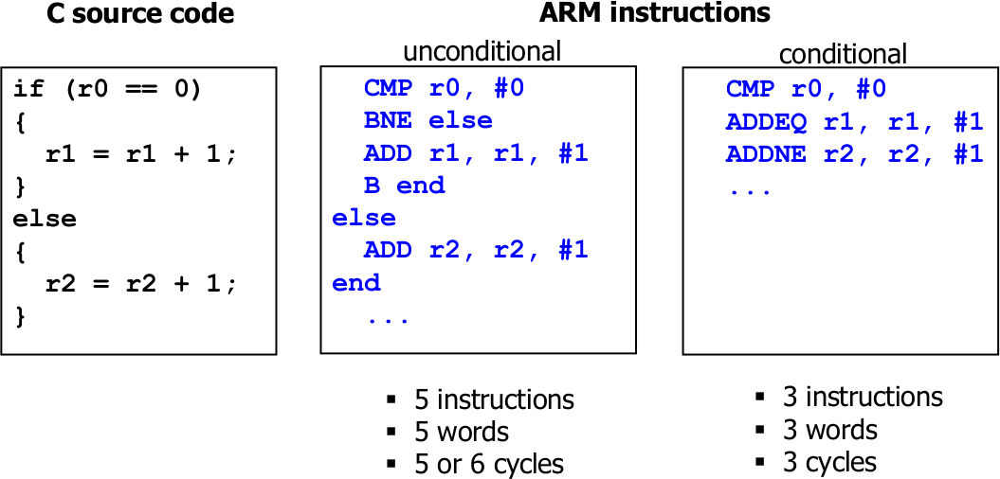 C source code
ARM instructions
unconditional
conditional
if (r0 == 0)
{
  r1 = r1 + 1;
}
else
{
  r2 = r2 + 1;
}
  CMP r0, #0
  BNE else
  ADD r1, r1, #1
  B end
else
  ADD r2, r2, #1
end
  ...
▪ 5 instructions
▪ 5 words
▪ 5 or 6 cycles
CMP r0, #0
ADDEQ r1, r1, #1
ADDNE r2, r2, #1
...
▪ 3 instructions
▪ 3 words
▪ 3 cycles